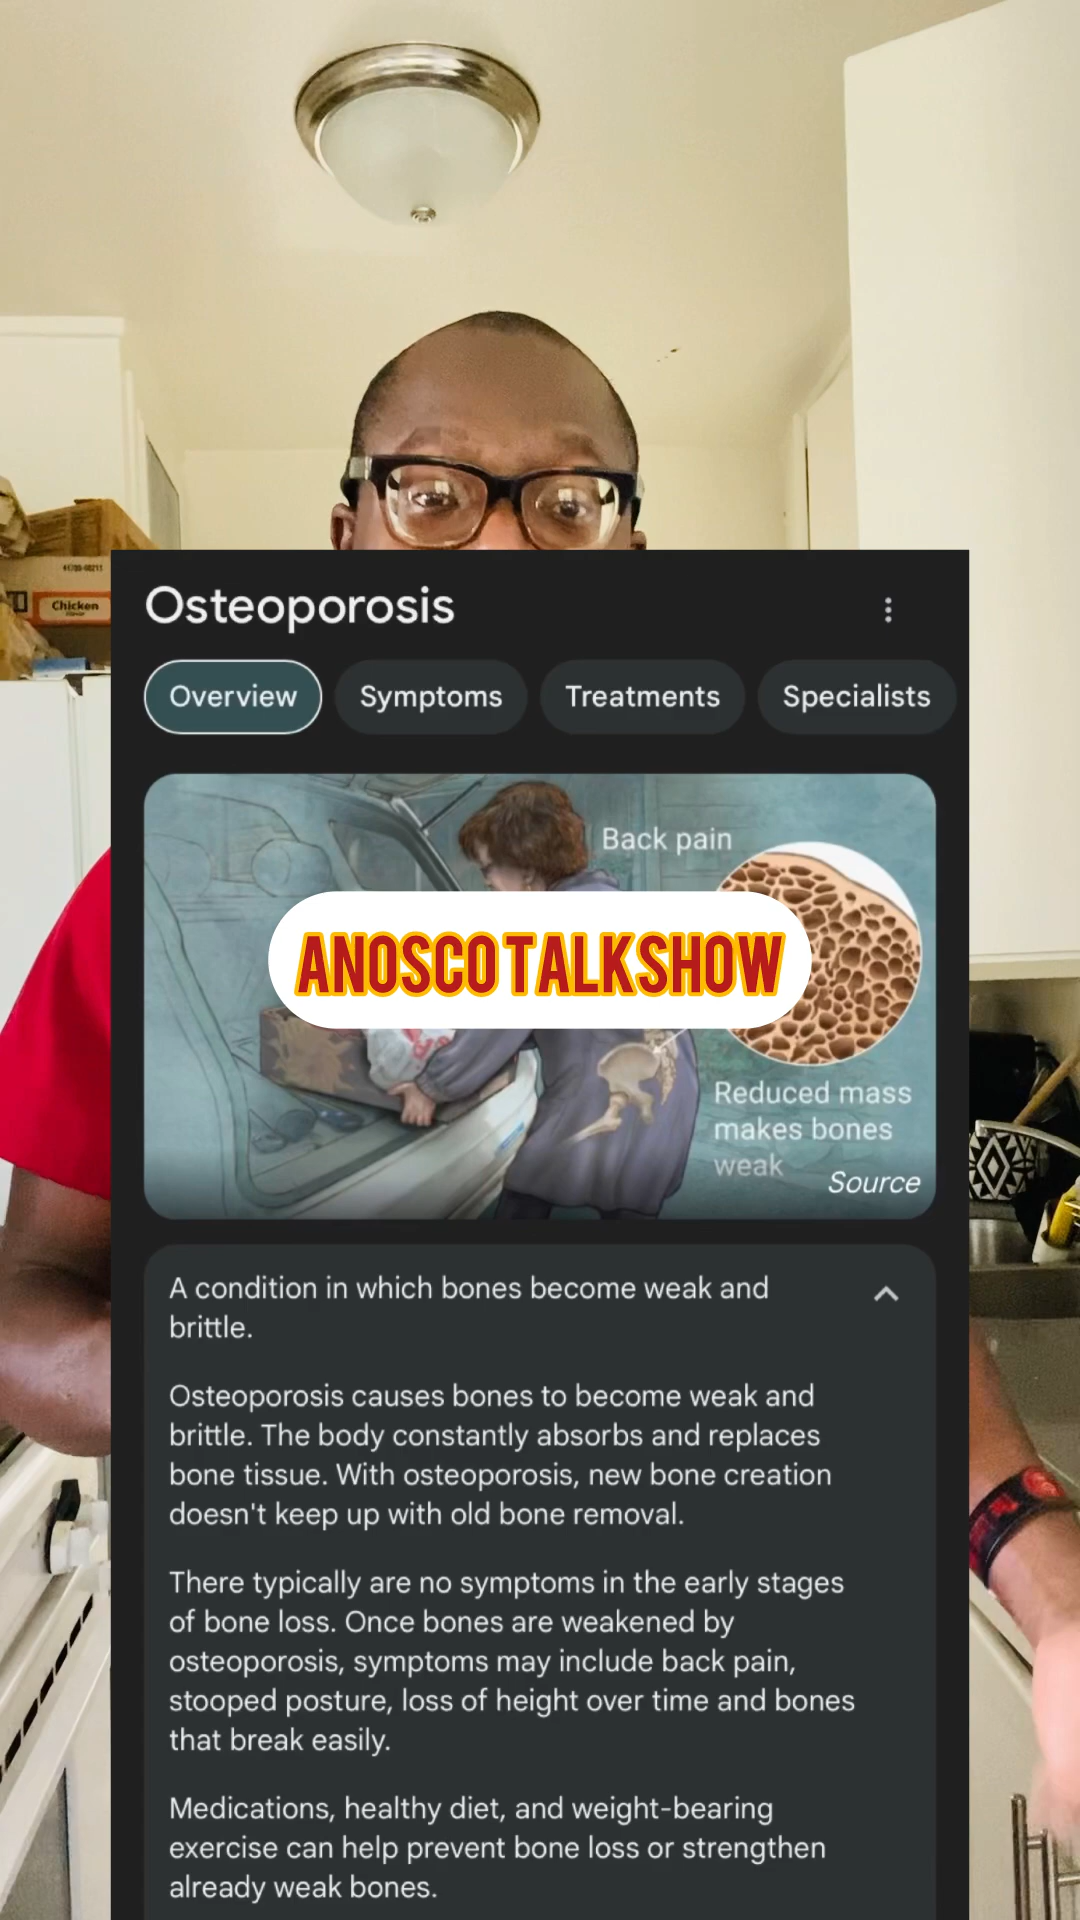 41789-00211
Chicken
Flavor
Osteoporosis
Overview
Symptoms
Treatments
Specialists
Back pain
ANOSCO TALKSHOW
Reduced mass
makes bones
weak
Source
A condition in which bones become weak and
brittle.
Osteoporosis causes bones to become weak and
brittle. The body constantly absorbs and replaces
bone tissue. With osteoporosis, new bone creation
doesn't keep up with old bone removal.
There typically are no symptoms in the early stages
of bone loss. Once bones are weakened by
osteoporosis, symptoms may include back pain,
stooped posture, loss of height over time and bones
that break easily.
Medications, healthy diet, and weight-bearing
exercise can help prevent bone loss or strengthen
already weak bones.